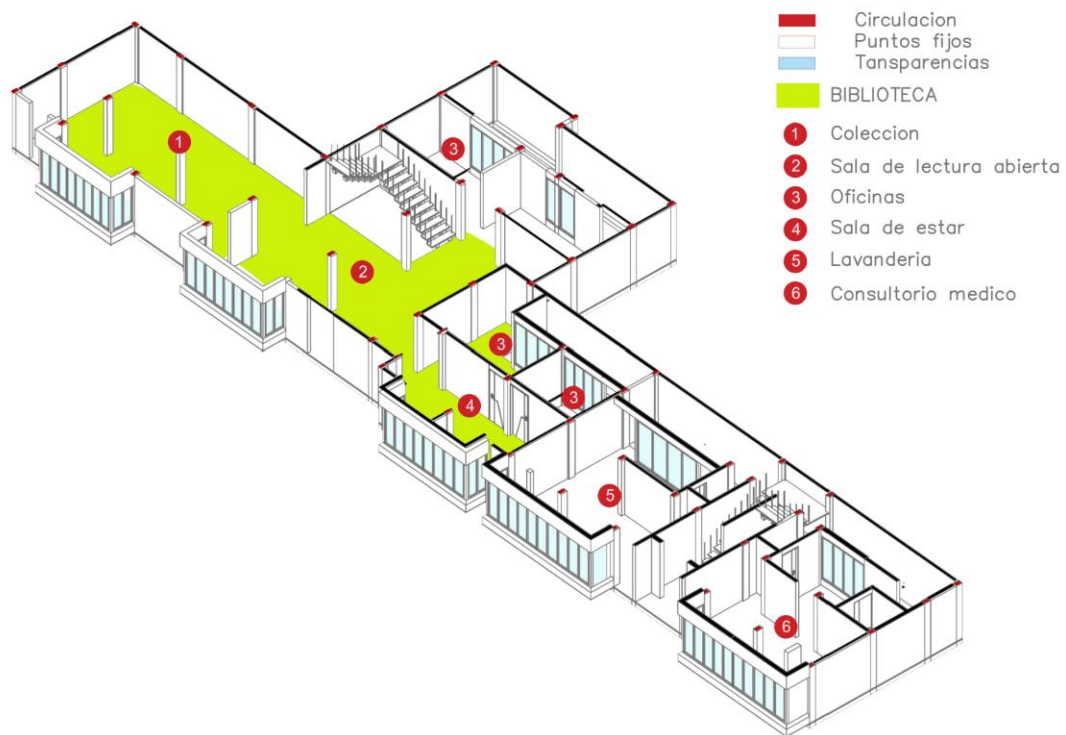 Circulacion
Puntos fijos
Tansparencias
BIBLIOTECA
1 Coleccion
2 Sala de lectura abierta
3 Oficinas
4 Sala de estar
5 Lavanderia
6 Consultorio medico
1
3
2
3
3
4
5
6